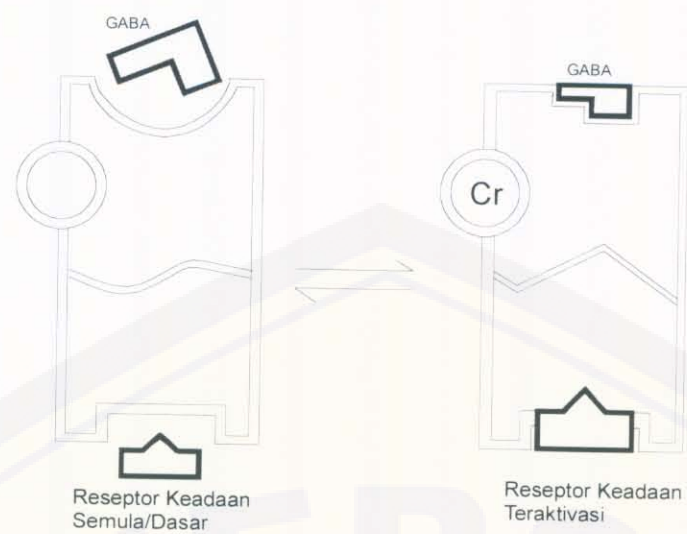 GABA
GABA
Cr
Reseptor Keadaan
Semula/Dasar
Reseptor Keadaan
Teraktivasi